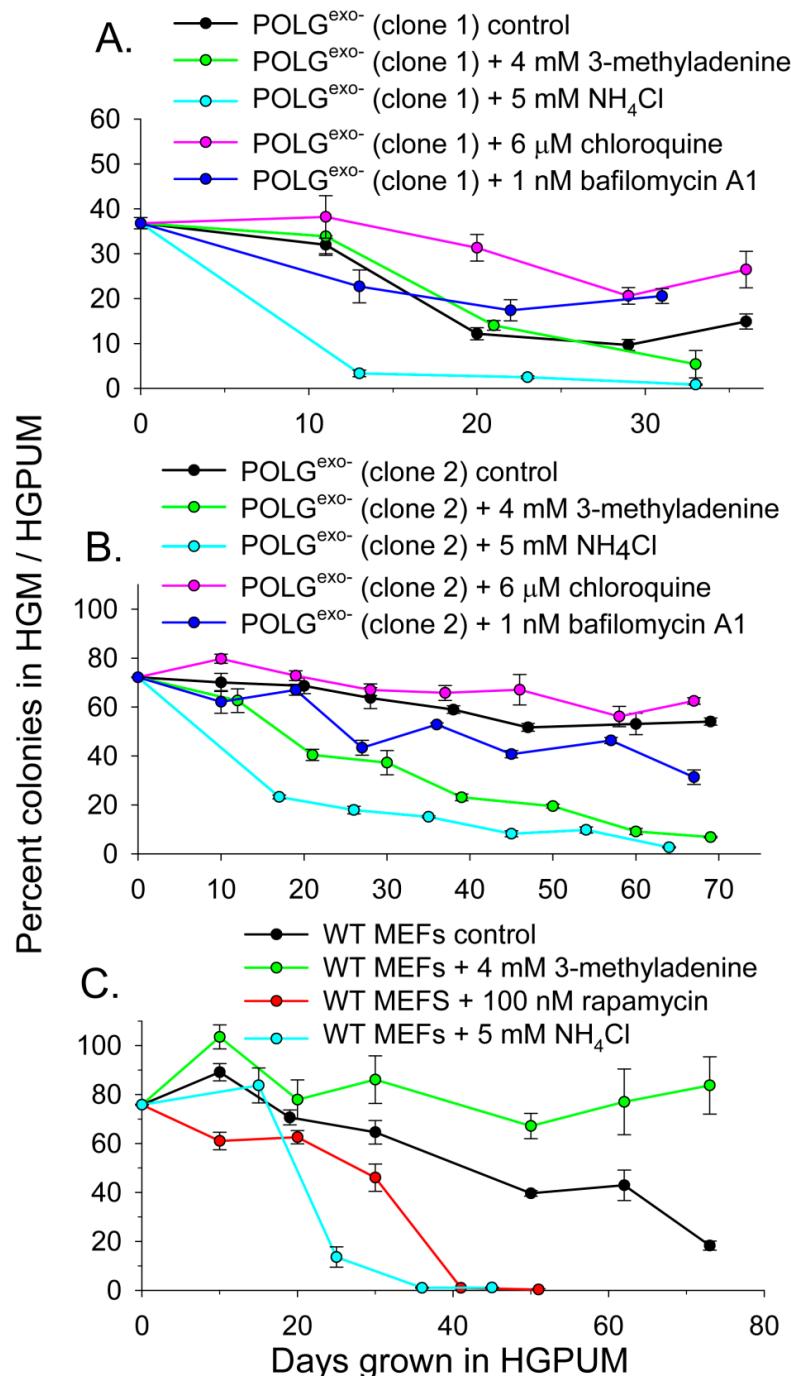 A.
POLG^exo- (clone 1) control
POLG^exo- (clone 1) + 4 mM 3-methyladenine
POLG^exo- (clone 1) + 5 mM NH₄Cl
POLG^exo- (clone 1) + 6 μM chloroquine
POLG^exo- (clone 1) + 1 nM bafilomycin A1
60
50
40
30
20
10
0
0 10 20 30
Percent colonies in HGM / HGPUM
B.
POLG^exo- (clone 2) control
POLG^exo- (clone 2) + 4 mM 3-methyladenine
POLG^exo- (clone 2) + 5 mM NH4Cl
POLG^exo- (clone 2) + 6 μM chloroquine
POLG^exo- (clone 2) + 1 nM bafilomycin A1
100
80
60
40
20
0
0 10 20 30 40 50 60 70
C.
WT MEFs control
WT MEFs + 4 mM 3-methyladenine
WT MEFS + 100 nM rapamycin
WT MEFs + 5 mM NH₄Cl
100
80
60
40
20
0
0 20 40 60 80
Days grown in HGPUM